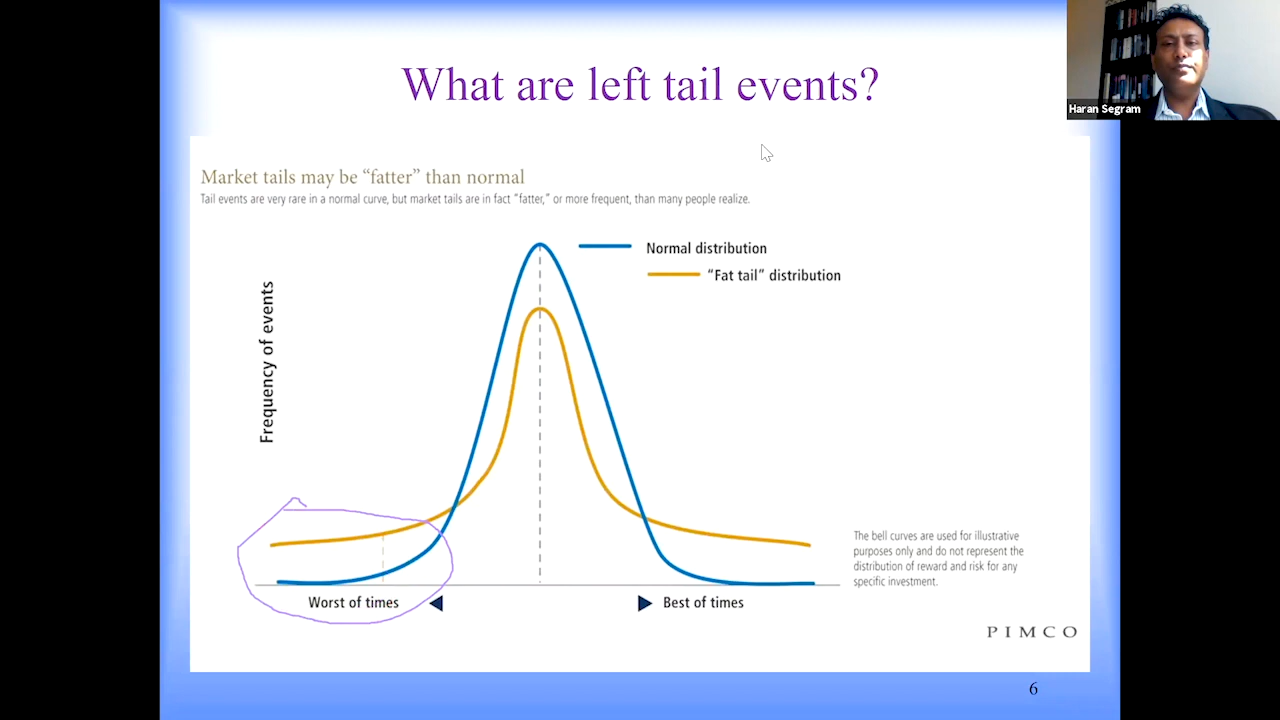 What are left tail events?
Haran Segram
Market tails may be “fatter” than normal
Tail events are very rare in a normal curve, but market tails are in fact “fatter,” or more frequent, than many people realize.
Normal distribution
“Fat tail” distribution
Frequency of events
The bell curves are used for illustrative
purposes only and do not represent the
distribution of reward and risk for any
specific investment.
Worst of times
Best of times
PIMCO
6